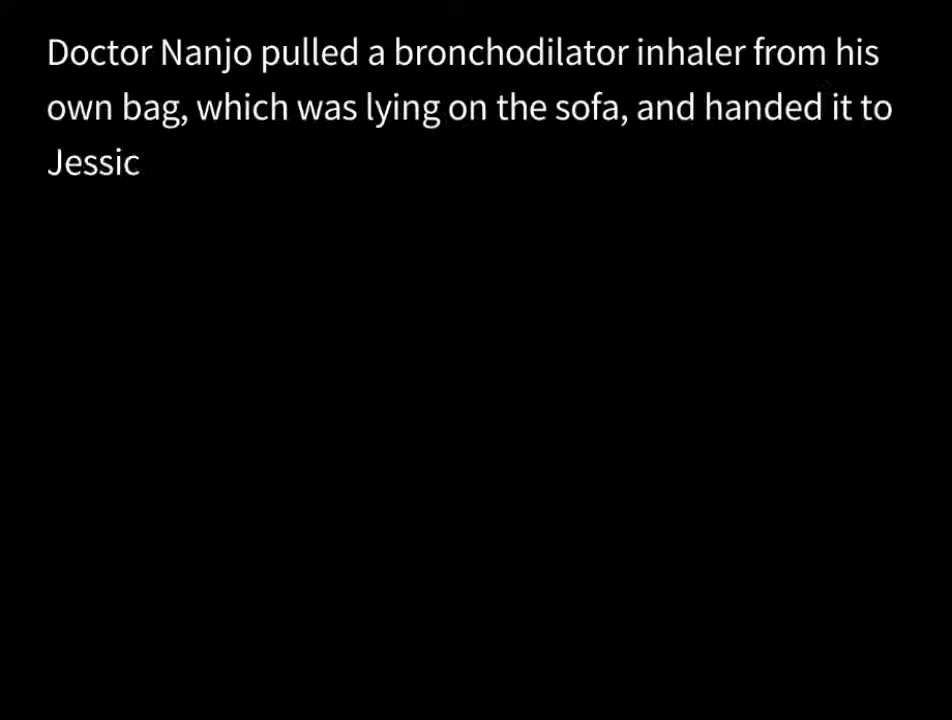 Doctor Nanjo pulled a bronchodilator inhaler from his
own bag, which was lying on the sofa, and handed it to
Jessic